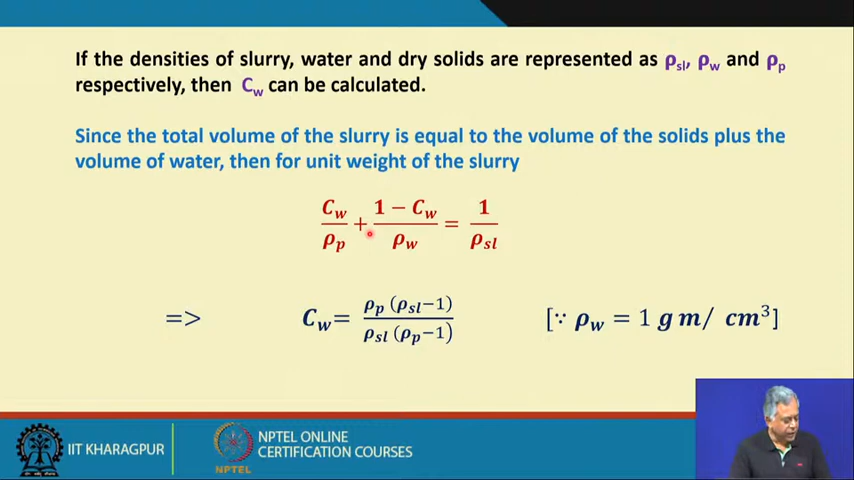 If the densities of slurry, water and dry solids are represented as ρsl, ρw and ρp
respectively, then Cw can be calculated.
Since the total volume of the slurry is equal to the volume of the solids plus the
volume of water, then for unit weight of the slurry
Cw/ρp + (1 − Cw)/ρw = 1/ρsl
=> Cw= ρp (ρsl−1) / ρsl (ρp−1) [∵ ρw = 1 g m/ cm³]
IIT KHARAGPUR
NPTEL
NPTEL ONLINE
CERTIFICATION COURSES